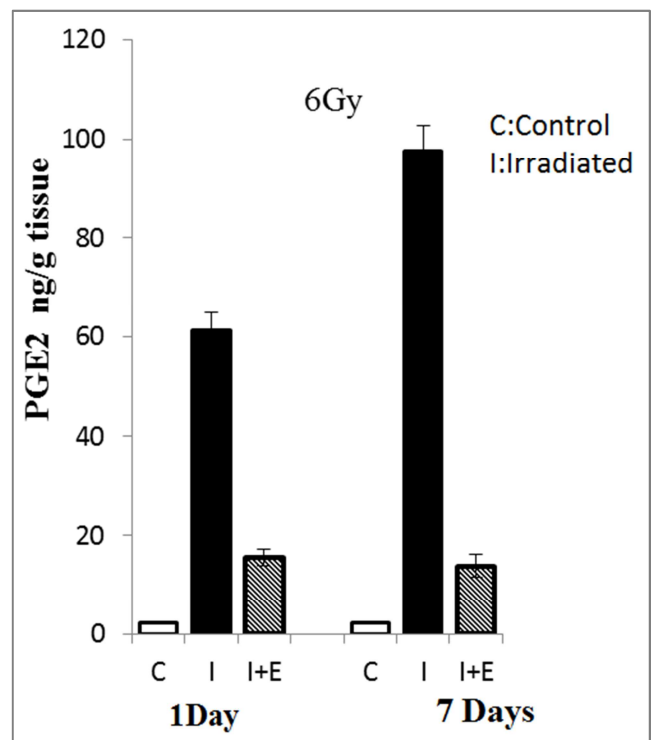 120
100
80
60
40
20
0
PGE2 ng/g tissue
6Gy
C:Control
I:Irradiated
C I I+E C I I+E
1Day 7 Days